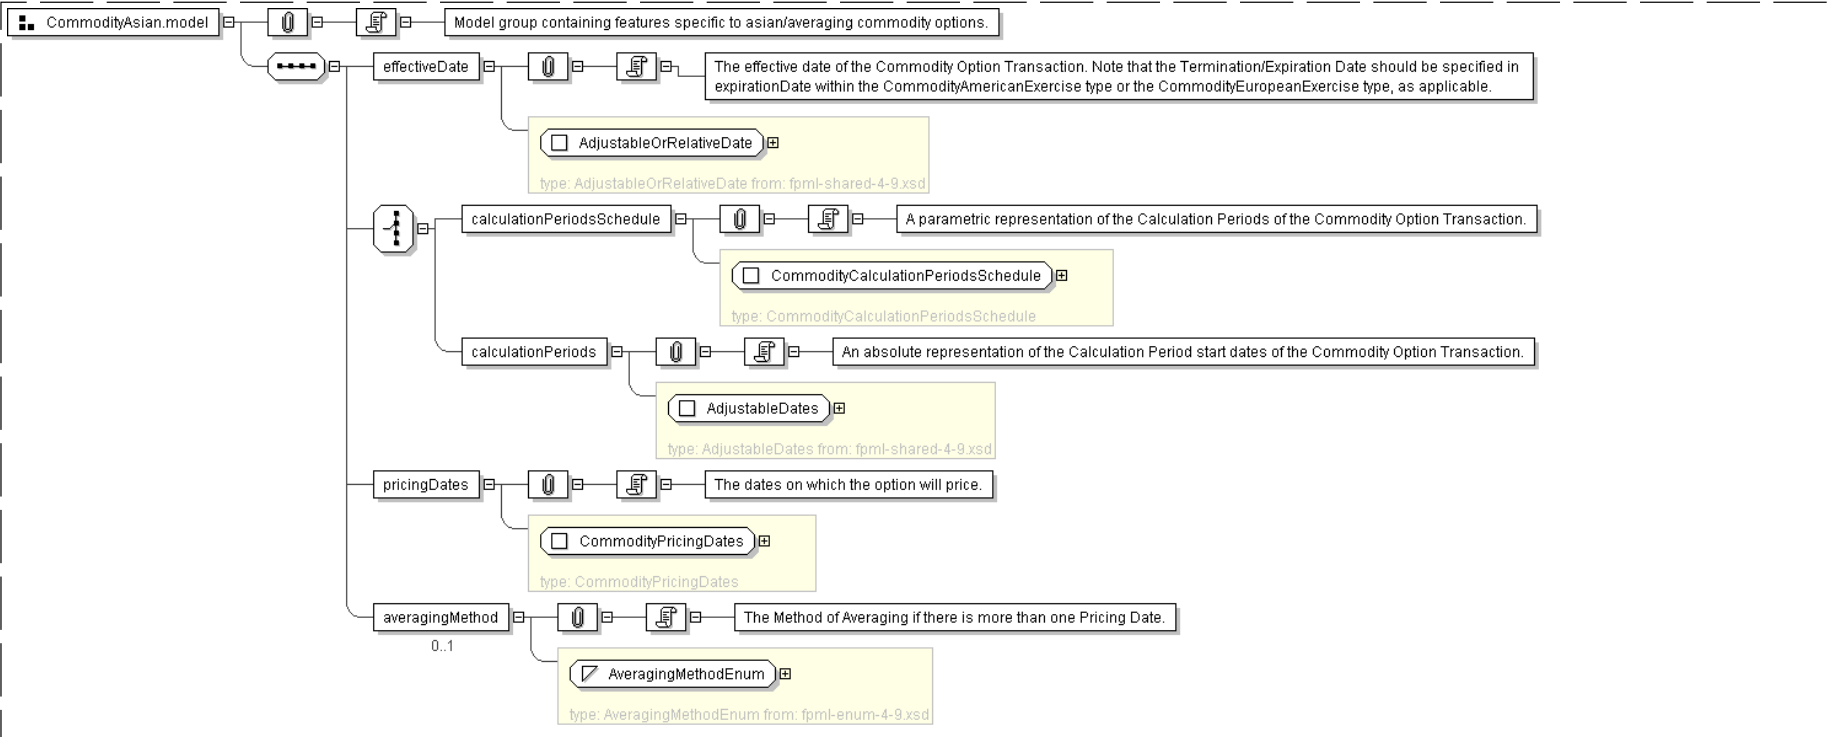 CommodityAsian.model
Model group containing features specific to asian/averaging commodity options.
effectiveDate
The effective date of the Commodity Option Transaction. Note that the Termination/Expiration Date should be specified in
expirationDate within the CommodityAmericanExercise type or the CommodityEuropeanExercise type, as applicable.
AdjustableOrRelativeDate
type: AdjustableOrRelativeDate from: fpml-shared-4-9.xsd
calculationPeriodsSchedule
A parametric representation of the Calculation Periods of the Commodity Option Transaction.
CommodityCalculationPeriodsSchedule
type: CommodityCalculationPeriodsSchedule
calculationPeriods
An absolute representation of the Calculation Period start dates of the Commodity Option Transaction.
AdjustableDates
type: AdjustableDates from: fpml-shared-4-9.xsd
pricingDates
The dates on which the option will price.
CommodityPricingDates
type: CommodityPricingDates
averagingMethod
The Method of Averaging if there is more than one Pricing Date.
0..1
AveragingMethodEnum
type: AveragingMethodEnum from: fpml-enum-4-9.xsd